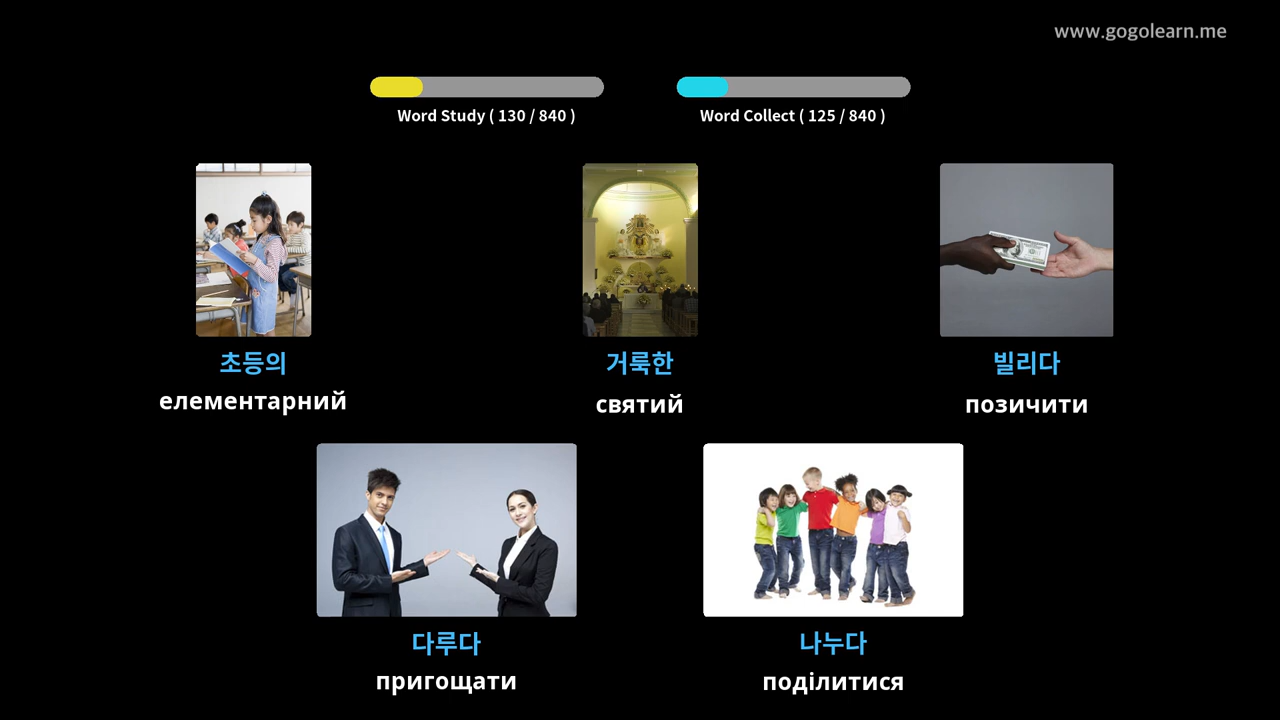 www.gogolearn.me
Word Study ( 130 / 840 )
Word Collect ( 125 / 840 )
초등의
елементарний
거룩한
святий
빌리다
позичити
다루다
пригощати
나누다
поділитися